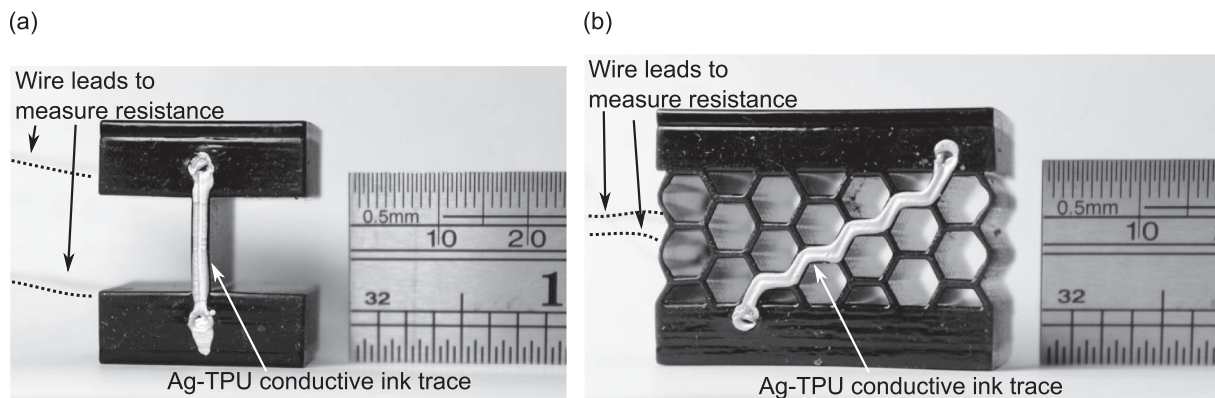 (a)
(b)
Wire leads to
measure resistance
0.5mm
10 20
32
1
Ag-TPU conductive ink trace
Wire leads to
measure resistance
0.5mm
10
32
Ag-TPU conductive ink trace